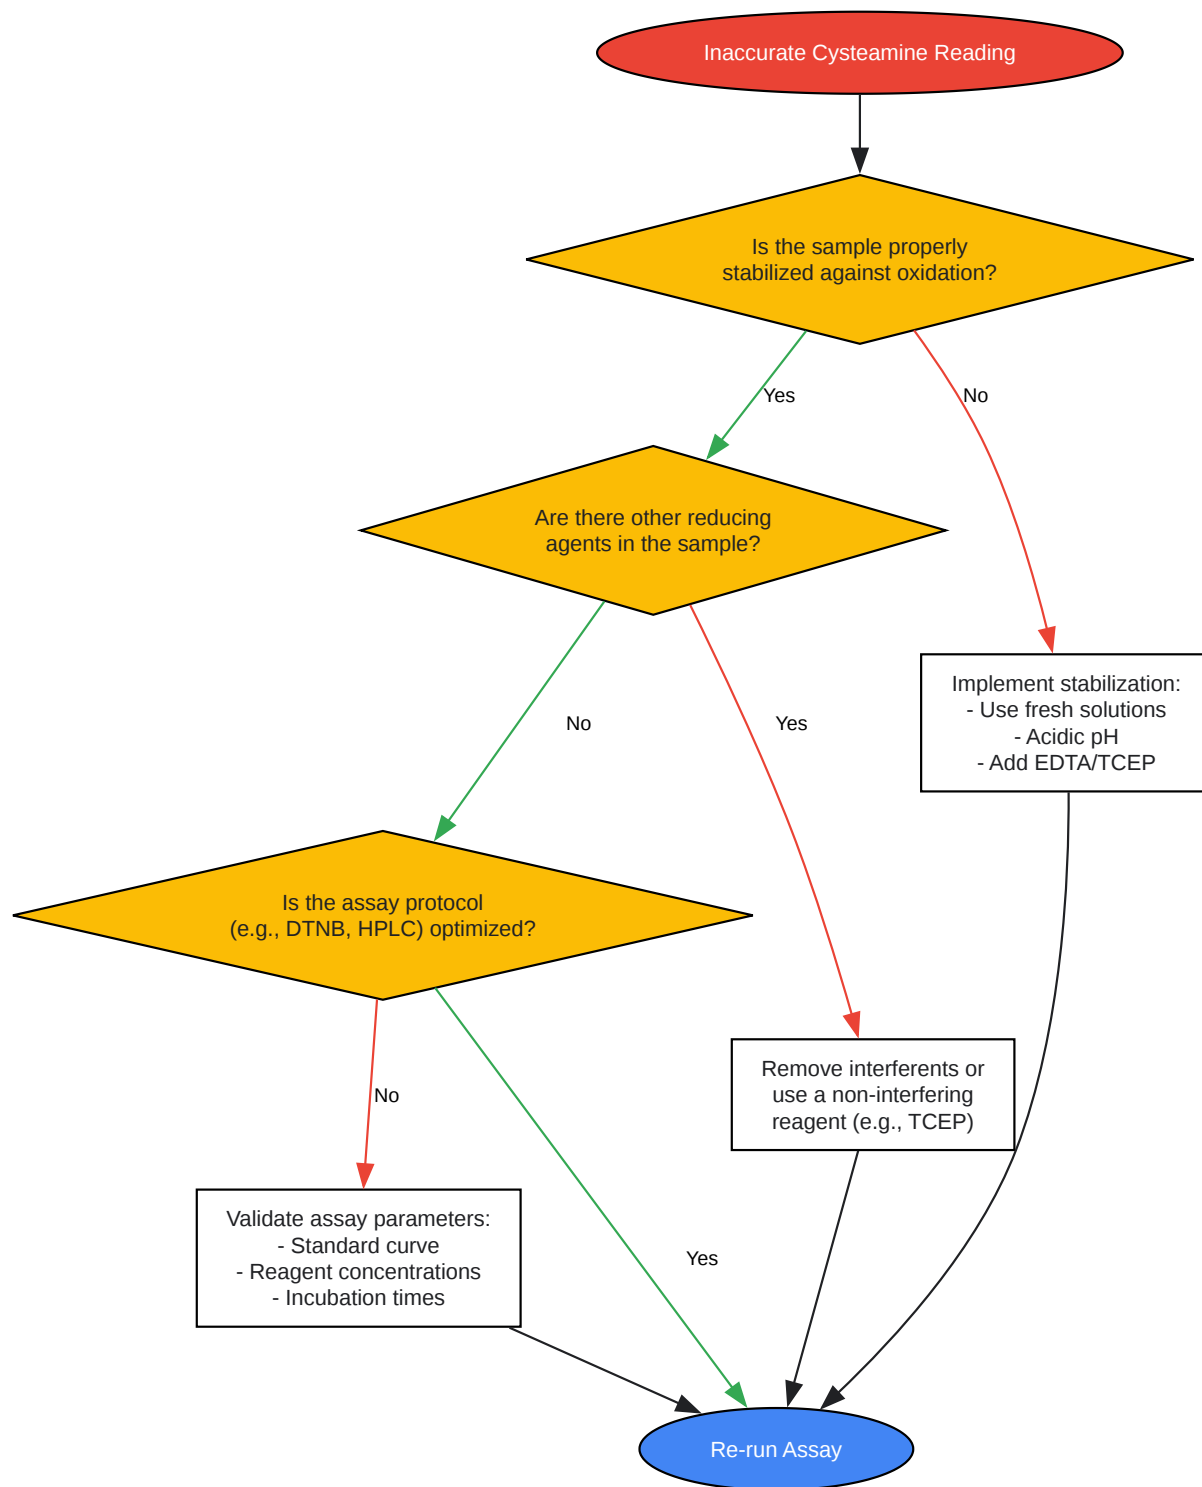 Inaccurate Cysteamine Reading
Is the sample properly
stabilized against oxidation?
Yes
No
Are there other reducing
agents in the sample?
No
Yes
Implement stabilization:
- Use fresh solutions
- Acidic pH
- Add EDTA/TCEP
Is the assay protocol
(e.g., DTNB, HPLC) optimized?
No
Yes
Remove interferents or
use a non-interfering
reagent (e.g., TCEP)
Validate assay parameters:
- Standard curve
- Reagent concentrations
- Incubation times
Re-run Assay